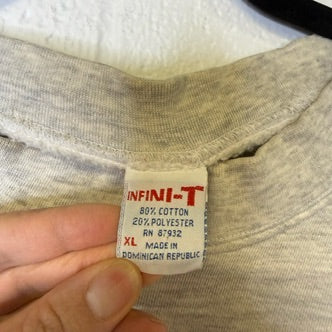 INFINI-T
80% COTTON
20% POLYESTER
RN 87932
XL MADE IN
DOMINICAN REPUBLIC